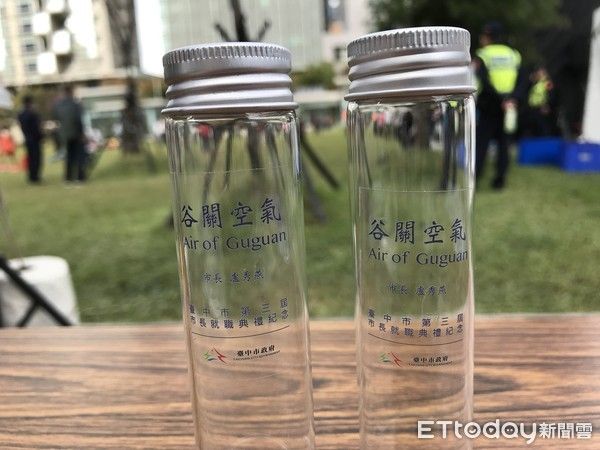 谷關空氣
Air of Guguan
市長 盧秀燕
臺中市第三屆
市長就職典禮紀念
臺中市政府
谷關空氣
Air of Guguan
市長 盧秀燕
臺中市第三屆
市長就職典禮紀念
臺中市政府
ETtoday新聞雲